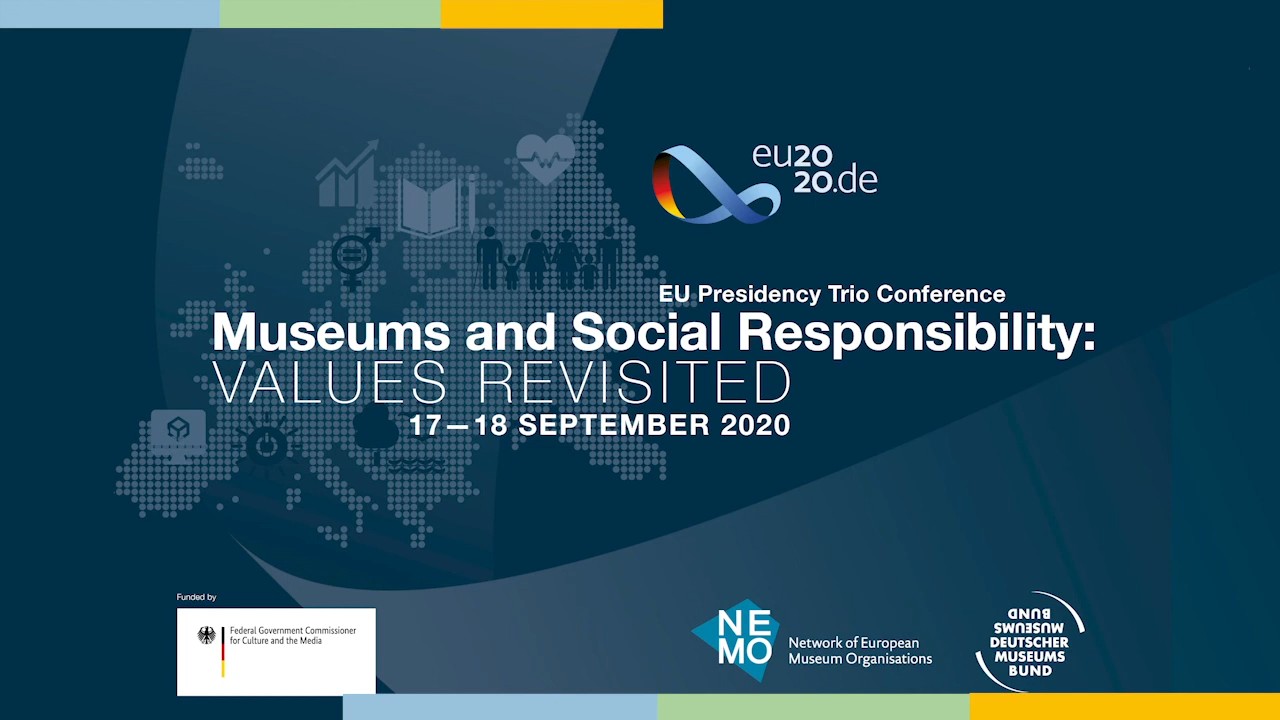 eu20
20.de
EU Presidency Trio Conference
Museums and Social Responsibility:
VALUES REVISITED
17—18 SEPTEMBER 2020
Funded by
Federal Government Commissioner
for Culture and the Media
NE
MO
Network of European
Museum Organisations
BUND
MUSEUMS
DEUTSCHER
MUSEUMS
BUND